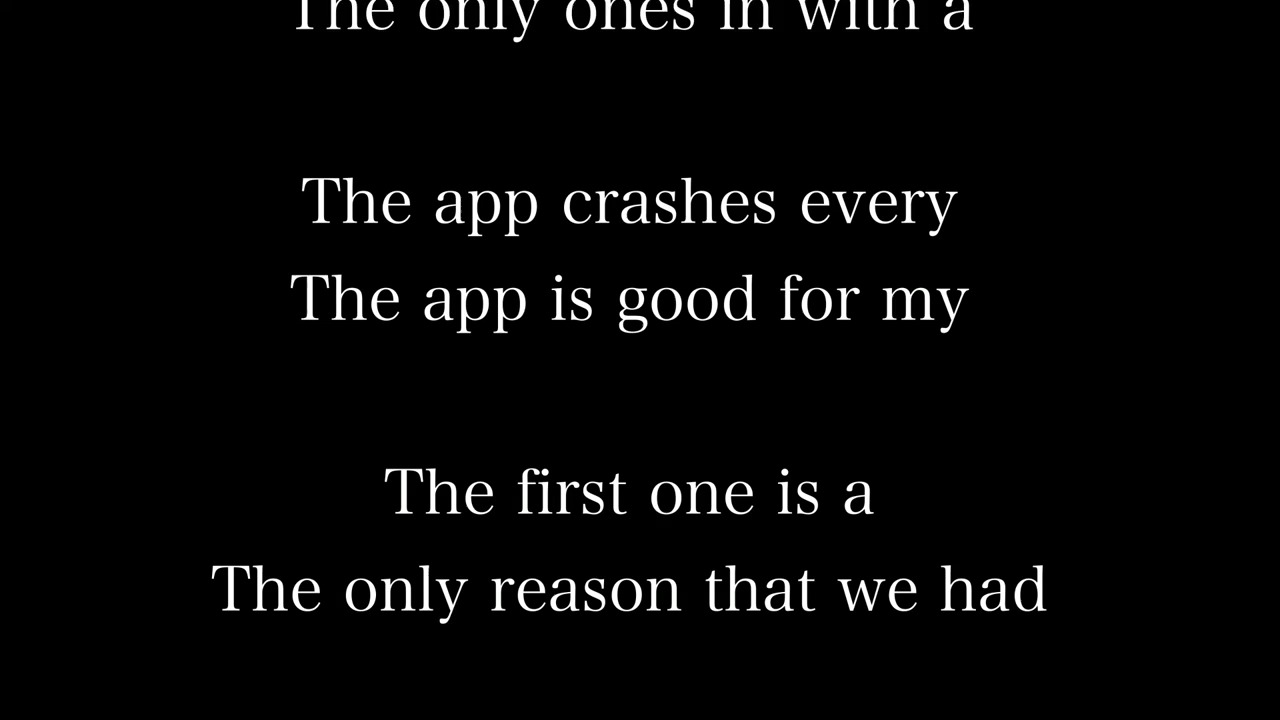 The only ones in with a
The app crashes every
The app is good for my
The first one is a
The only reason that we had